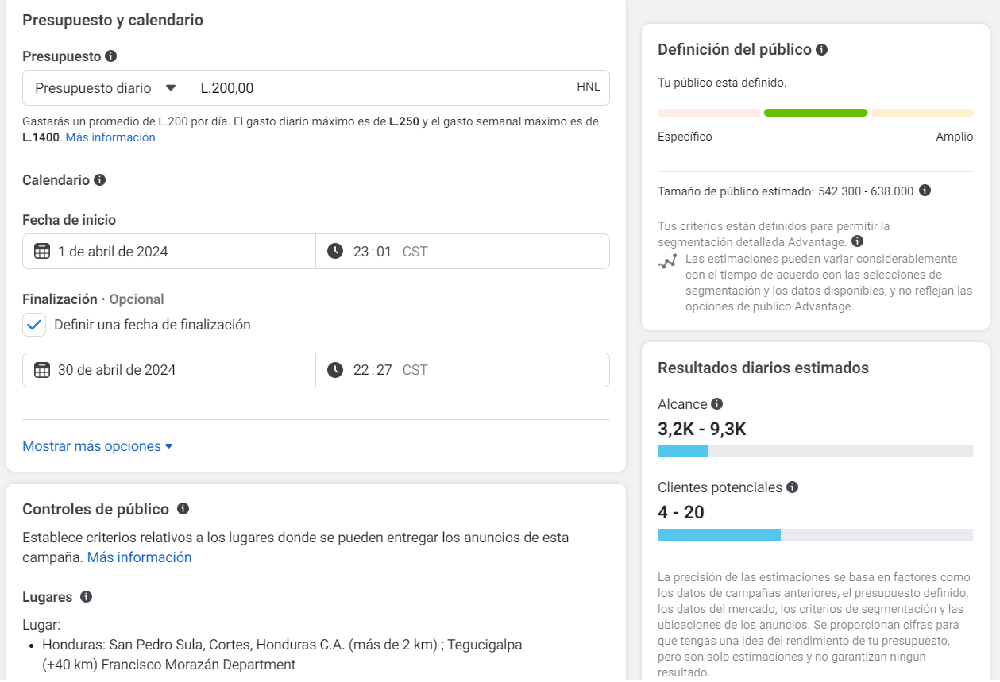 Presupuesto y calendario
Presupuesto
Presupuesto diario
L.200,00
HNL
Gastarás un promedio de L.200 por día. El gasto diario máximo es de L.250 y el gasto semanal máximo es de
L.1400. Más información
Calendario
Fecha de inicio
1 de abril de 2024
23:01 CST
Finalización · Opcional
Definir una fecha de finalización
30 de abril de 2024
22:27 CST
Mostrar más opciones
Controles de público
Establece criterios relativos a los lugares donde se pueden entregar los anuncios de esta
campaña. Más información
Lugares
Lugar:
• Honduras: San Pedro Sula, Cortes, Honduras C.A. (más de 2 km) ; Tegucigalpa
(+40 km) Francisco Morazán Department
Definición del público
Tu público está definido.
Específico
Amplio
Tamaño de público estimado: 542.300 - 638.000
Tus criterios están definidos para permitir la
segmentación detallada Advantage.
Las estimaciones pueden variar considerablemente
con el tiempo de acuerdo con las selecciones de
segmentación y los datos disponibles, y no reflejan las
opciones de público Advantage.
Resultados diarios estimados
Alcance
3,2K - 9,3K
Clientes potenciales
4 - 20
La precisión de las estimaciones se basa en factores como
los datos de campañas anteriores, el presupuesto definido,
los datos del mercado, los criterios de segmentación y las
ubicaciones de los anuncios. Se proporcionan cifras para
que tengas una idea del rendimiento de tu presupuesto,
pero son solo estimaciones y no garantizan ningún
resultado.